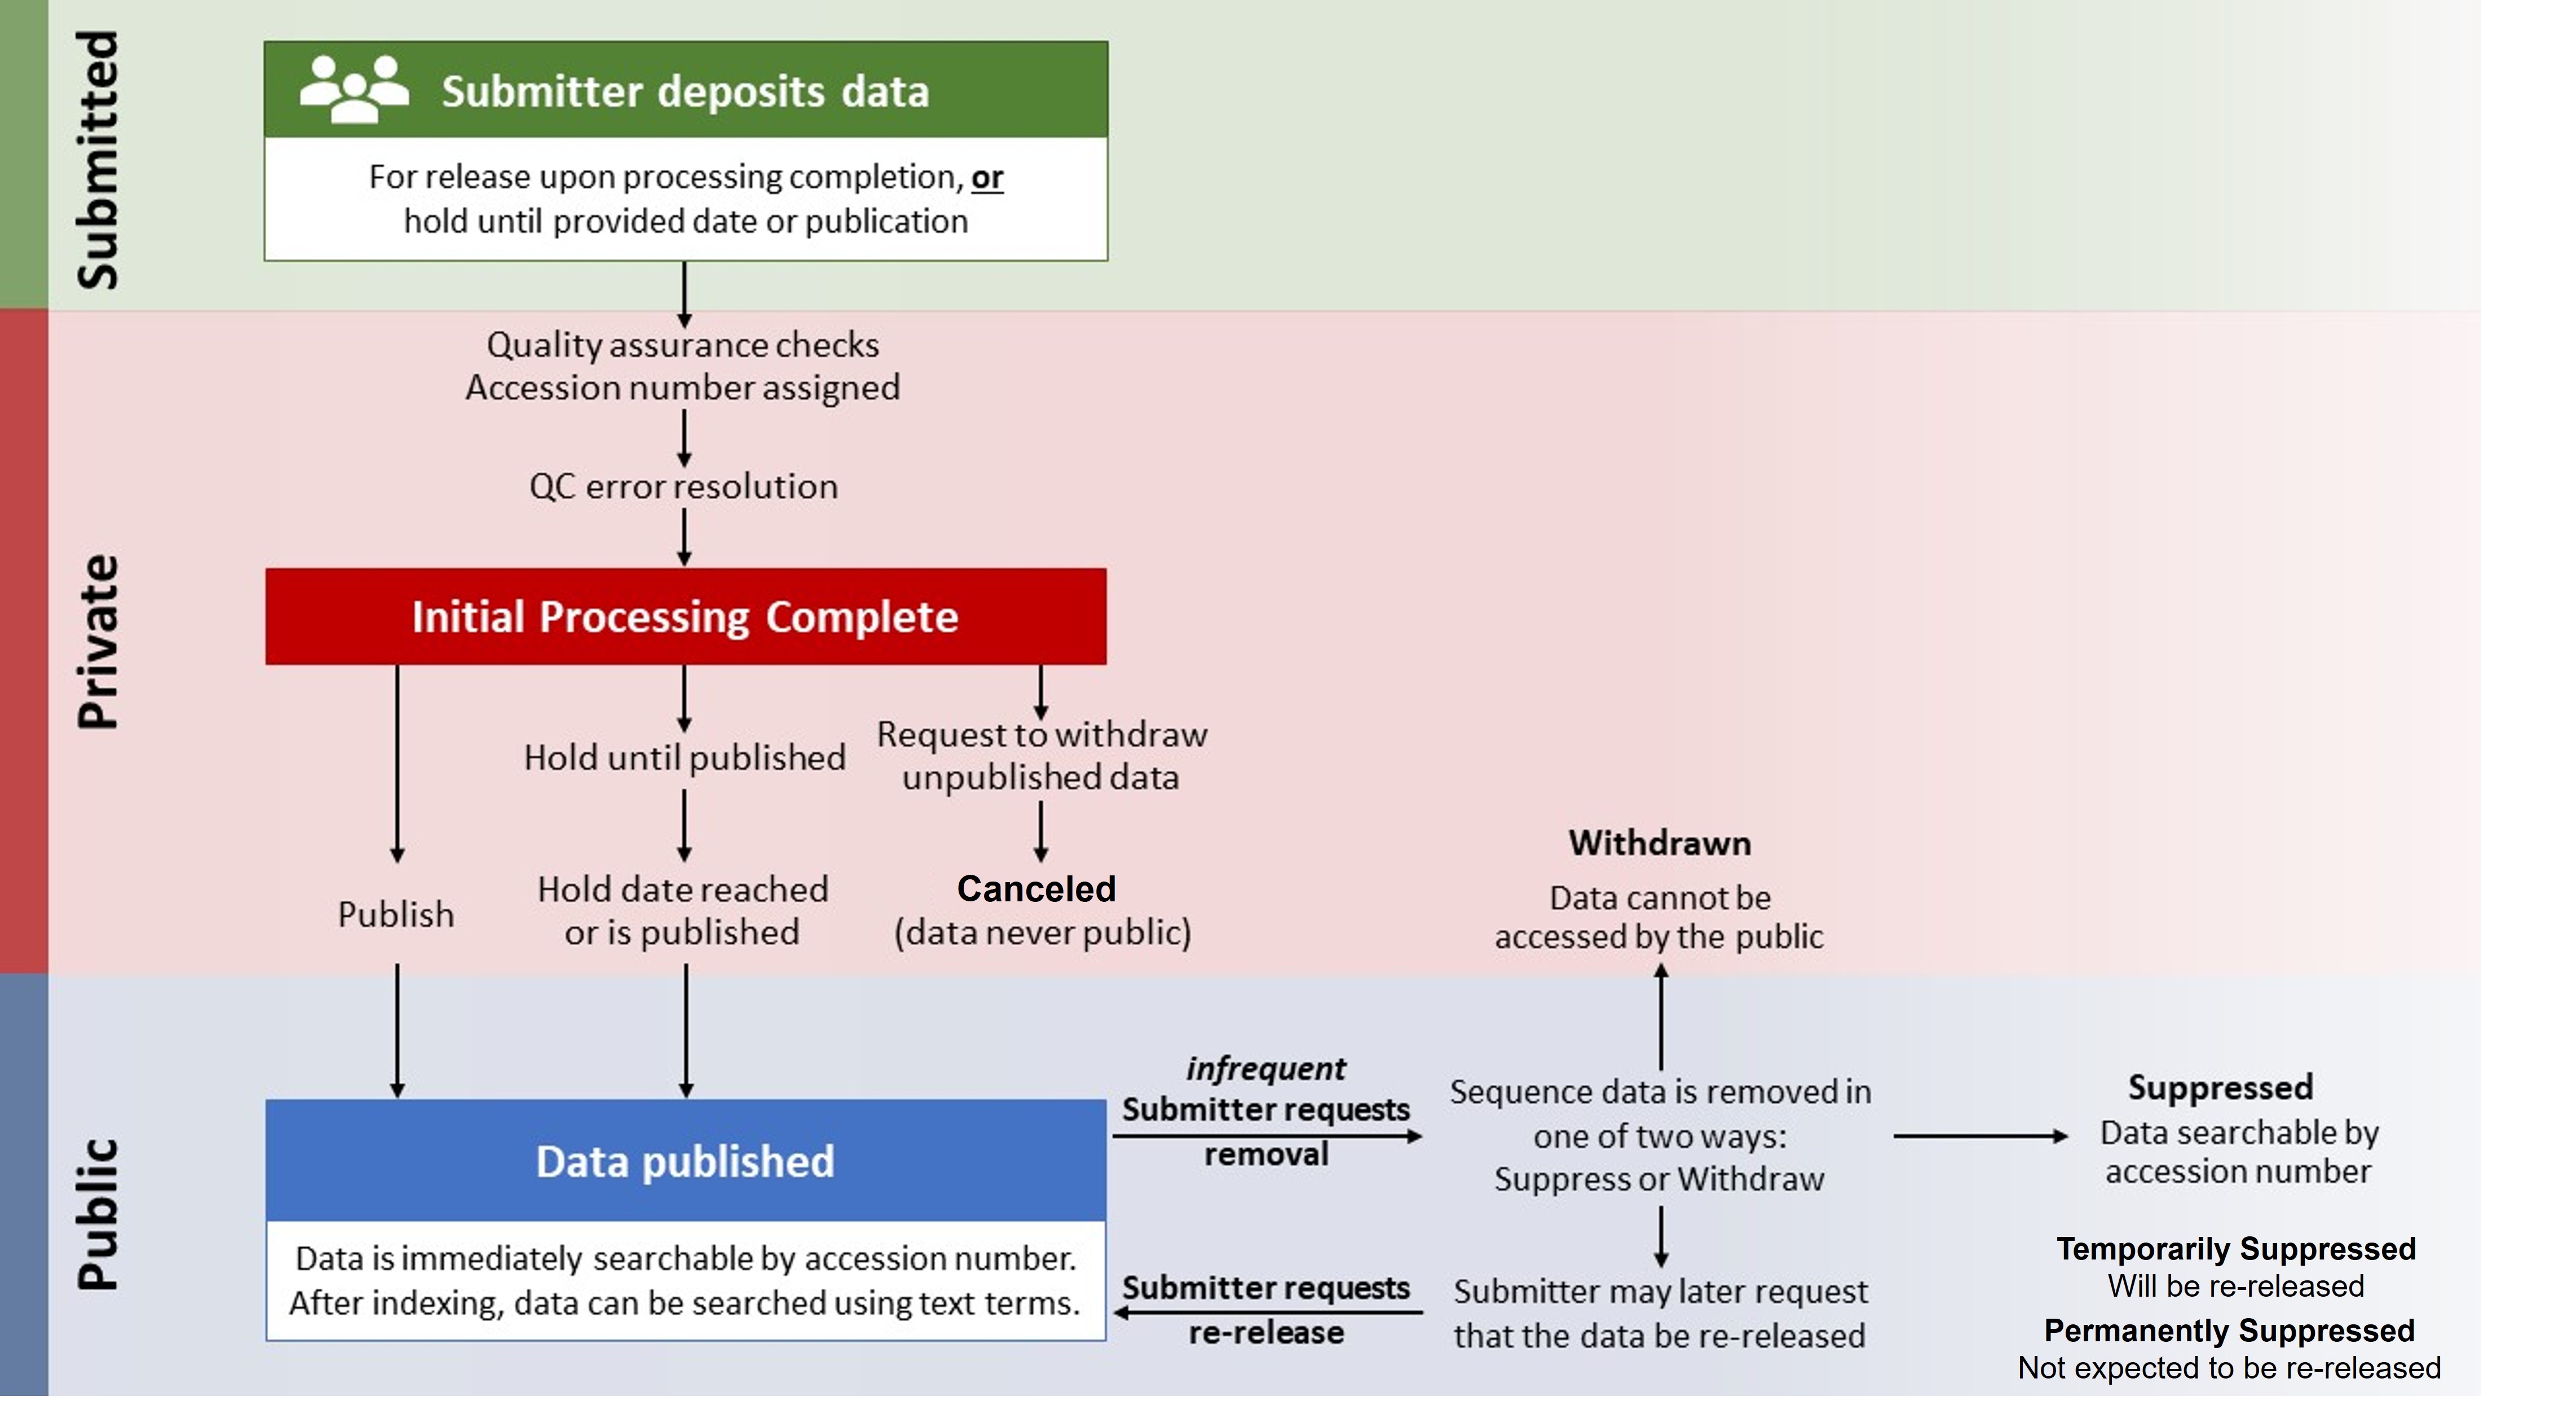 Submitted
Submitter deposits data
For release upon processing completion, or
hold until provided date or publication
Private
Quality assurance checks
Accession number assigned
QC error resolution
Initial Processing Complete
Publish
Hold until published
Hold date reached
or is published
Request to withdraw
unpublished data
Canceled
(data never public)
Withdrawn
Data cannot be
accessed by the public
Public
Data published
Data is immediately searchable by accession number.
After indexing, data can be searched using text terms.
infrequent
Submitter requests
removal
Sequence data is removed in
one of two ways:
Suppress or Withdraw
Submitter requests
re-release
Submitter may later request
that the data be re-released
Suppressed
Data searchable by
accession number
Temporarily Suppressed
Will be re-released
Permanently Suppressed
Not expected to be re-released